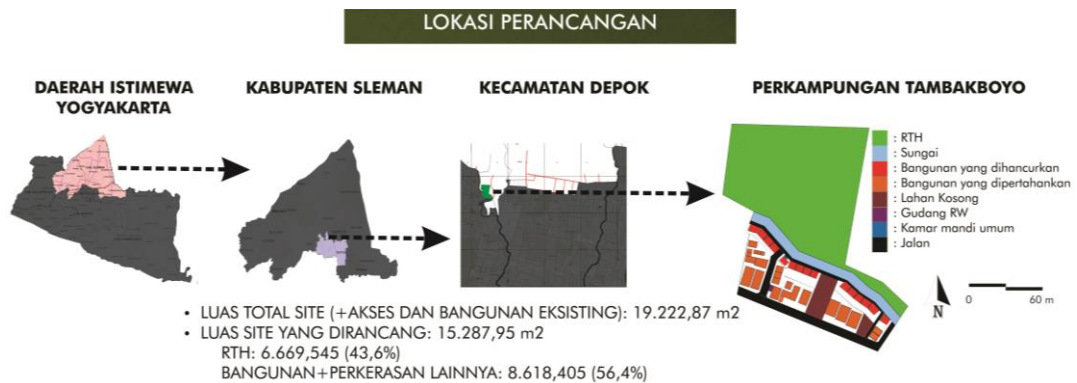 LOKASI PERANCANGAN
DAERAH ISTIMEWA
YOGYAKARTA
KABUPATEN SLEMAN
KECAMATAN DEPOK
PERKAMPUNGAN TAMBAKBOYO
: RTH
: Sungai
: Bangunan yang dihancurkan
: Bangunan yang dipertahankan
: Lahan Kosong
: Gudang RW
: Kamar mandi umum
: Jalan
N
0 60 m
• LUAS TOTAL SITE (+AKSES DAN BANGUNAN EKSISTING): 19.222,87 m2
• LUAS SITE YANG DIRANCANG: 15.287,95 m2
RTH: 6.669,545 (43,6%)
BANGUNAN+PERKERASAN LAINNYA: 8.618,405 (56,4%)